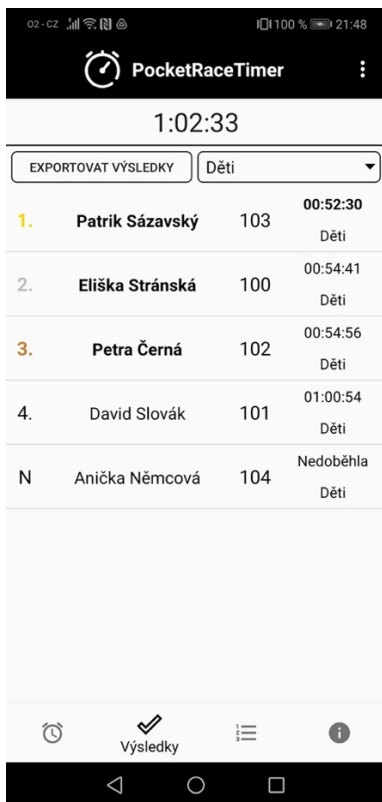 O2 - CZ 100 % 21:48
PocketRaceTimer
1:02:33
EXPORTOVAT VÝSLEDKY Děti
1. Patrik Sázavský 103 00:52:30
Děti
2. Eliška Stránská 100 00:54:41
Děti
3. Petra Černá 102 00:54:56
Děti
4. David Slovák 101 01:00:54
Děti
N Anička Němcová 104 Nedoběhla
Děti
Výsledky